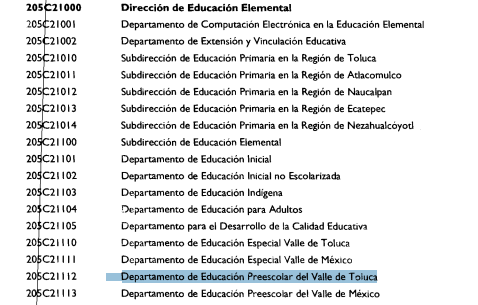 205C21000 Dirección de Educación Elemental
205C21001 Departamento de Computación Electrónica en la Educación Elemental
205C21002 Departamento de Extensión y Vinculación Educativa
205C21010 Subdirección de Educación Primaria en la Región de Toluca
205C21011 Subdirección de Educación Primaria en la Región de Atlacomulco
205C21012 Subdirección de Educación Primaria en la Región de Naucalpan
205C21013 Subdirección de Educación Primaria en la Región de Ecatepec
205C21014 Subdirección de Educación Primaria en la Región de Nezahualcóyotl
205C21100 Subdirección de Educación Elemental
205C21101 Departamento de Educación Inicial
205C21102 Departamento de Educación Inicial no Escolarizada
205C21103 Departamento de Educación Indígena
205C21104 Departamento de Educación para Adultos
205C21105 Departamento para el Desarrollo de la Calidad Educativa
205C21110 Departamento de Educación Especial Valle de Toluca
205C21111 Departamento de Educación Especial Valle de México
205C21112 Departamento de Educación Preescolar del Valle de Toluca
205C21113 Departamento de Educación Preescolar del Valle de México